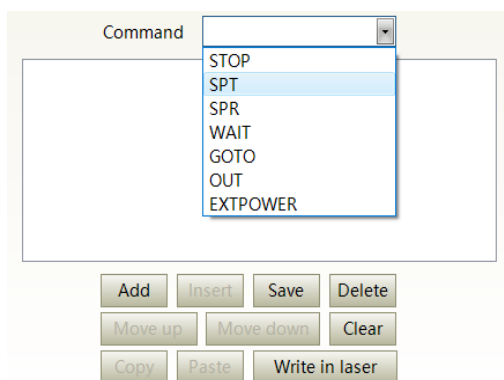 Command
STOP
SPT
SPR
WAIT
GOTO
OUT
EXTPOWER
Add Insert Save Delete
Move up Move down Clear
Copy Paste Write in laser